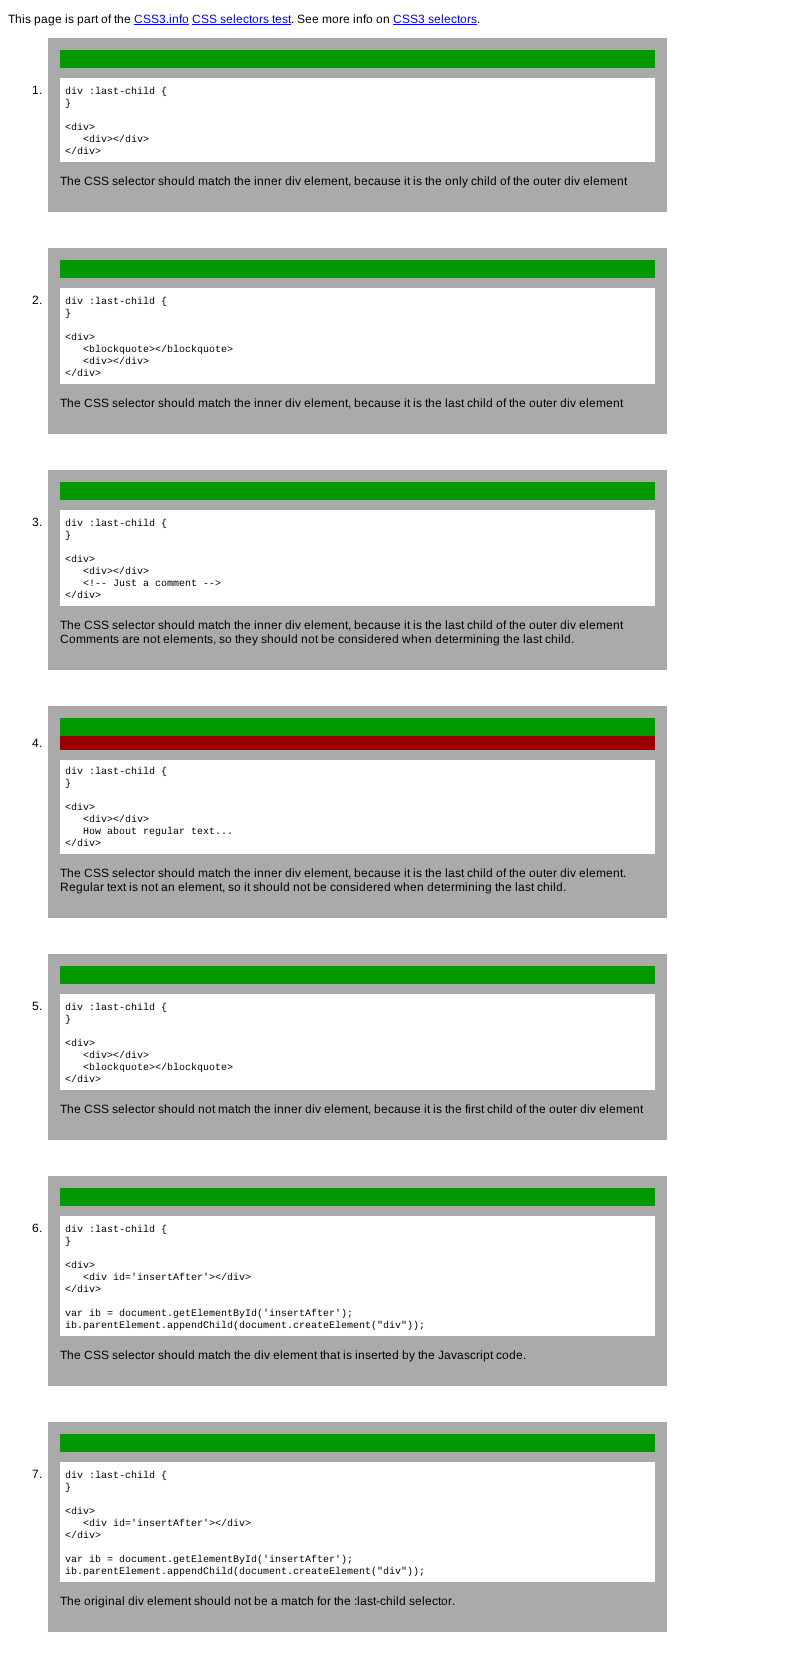 This page is part of the CSS3.info CSS selectors test. See more info on CSS3 selectors.
1.
div :last-child {
}
<div>
   <div></div>
</div>
The CSS selector should match the inner div element, because it is the only child of the outer div element
2.
div :last-child {
}
<div>
   <blockquote></blockquote>
   <div></div>
</div>
The CSS selector should match the inner div element, because it is the last child of the outer div element
3.
div :last-child {
}
<div>
   <div></div>
   <!-- Just a comment -->
</div>
The CSS selector should match the inner div element, because it is the last child of the outer div element
Comments are not elements, so they should not be considered when determining the last child.
4.
div :last-child {
}
<div>
   <div></div>
   How about regular text...
</div>
The CSS selector should match the inner div element, because it is the last child of the outer div element.
Regular text is not an element, so it should not be considered when determining the last child.
5.
div :last-child {
}
<div>
   <div></div>
   <blockquote></blockquote>
</div>
The CSS selector should not match the inner div element, because it is the first child of the outer div element
6.
div :last-child {
}
<div>
   <div id='insertAfter'></div>
</div>
var ib = document.getElementById('insertAfter');
ib.parentElement.appendChild(document.createElement("div"));
The CSS selector should match the div element that is inserted by the Javascript code.
7.
div :last-child {
}
<div>
   <div id='insertAfter'></div>
</div>
var ib = document.getElementById('insertAfter');
ib.parentElement.appendChild(document.createElement("div"));
The original div element should not be a match for the :last-child selector.